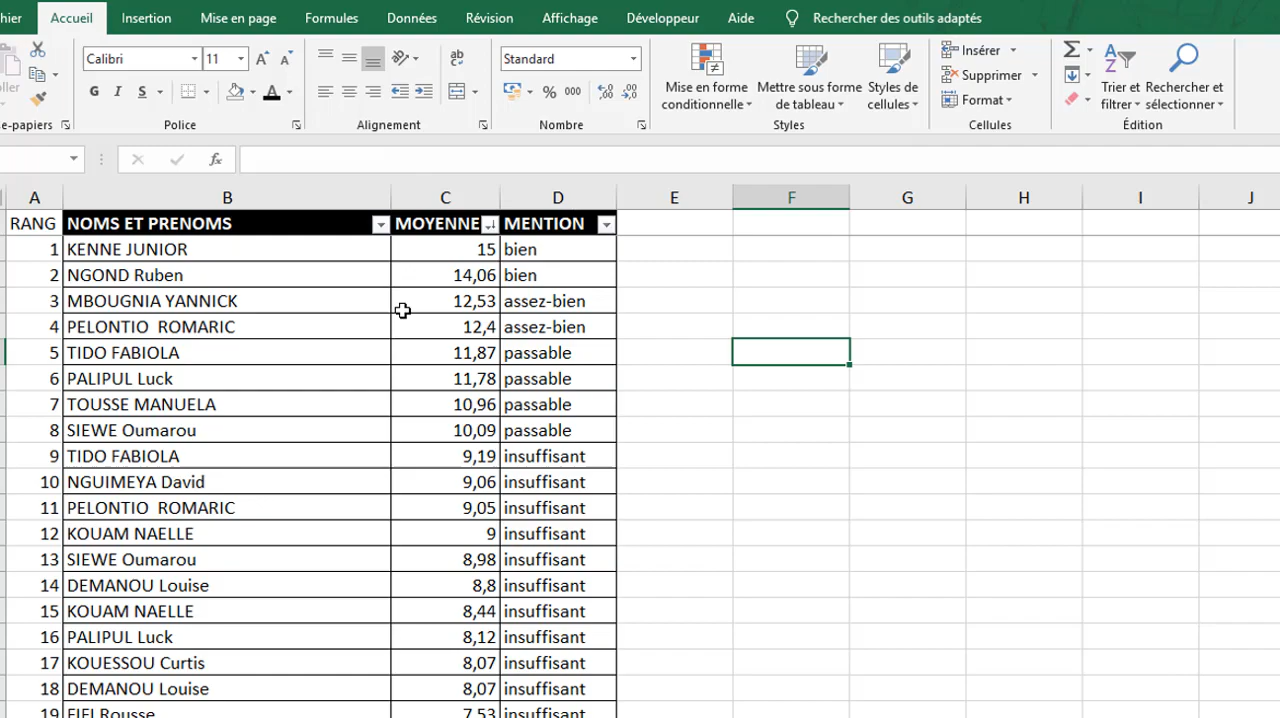 hier Accueil Insertion Mise en page Formules Données Révision Affichage Développeur Aide Rechercher des outils adaptés
Calibri 11 A A ab Standard Insérer Σ A Z
G I S A % 000 Mise en forme conditionnelle Mettre sous forme de tableau Styles de cellules Supprimer Format Trier et filtrer Rechercher et sélectionner
e-papiers Police Alignement Nombre Styles Cellules Édition
fx
A B C D E F G H I J
RANG NOMS ET PRENOMS MOYENNE MENTION
1 KENNE JUNIOR 15 bien
2 NGOND Ruben 14,06 bien
3 MBOUGNIA YANNICK 12,53 assez-bien
4 PELONTIO  ROMARIC 12,4 assez-bien
5 TIDO FABIOLA 11,87 passable
6 PALIPUL Luck 11,78 passable
7 TOUSSE MANUELA 10,96 passable
8 SIEWE Oumarou 10,09 passable
9 TIDO FABIOLA 9,19 insuffisant
10 NGUIMEYA David 9,06 insuffisant
11 PELONTIO  ROMARIC 9,05 insuffisant
12 KOUAM NAELLE 9 insuffisant
13 SIEWE Oumarou 8,98 insuffisant
14 DEMANOU Louise 8,8 insuffisant
15 KOUAM NAELLE 8,44 insuffisant
16 PALIPUL Luck 8,12 insuffisant
17 KOUESSOU Curtis 8,07 insuffisant
18 DEMANOU Louise 8,07 insuffisant
19 Rousse 7,53 insuffisant